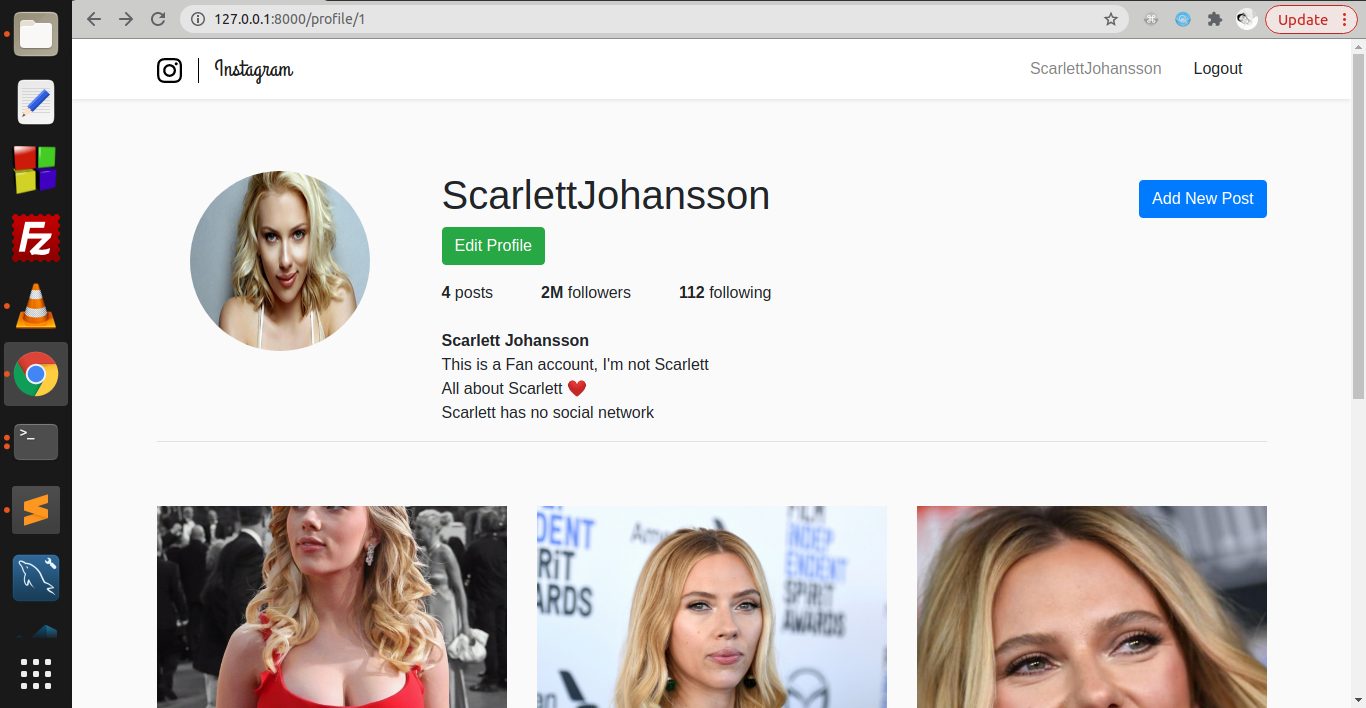 127.0.0.1:8000/profile/1
Update
Instagram
ScarlettJohansson
Logout
ScarlettJohansson
Add New Post
Edit Profile
4 posts
2M followers
112 following
Scarlett Johansson
This is a Fan account, I'm not Scarlett
All about Scarlett ❤️
Scarlett has no social network
Fz
>_
DENT
RiT
ARDS
FILM
INDEP
ENDENT
SPiRiT
AWARDS